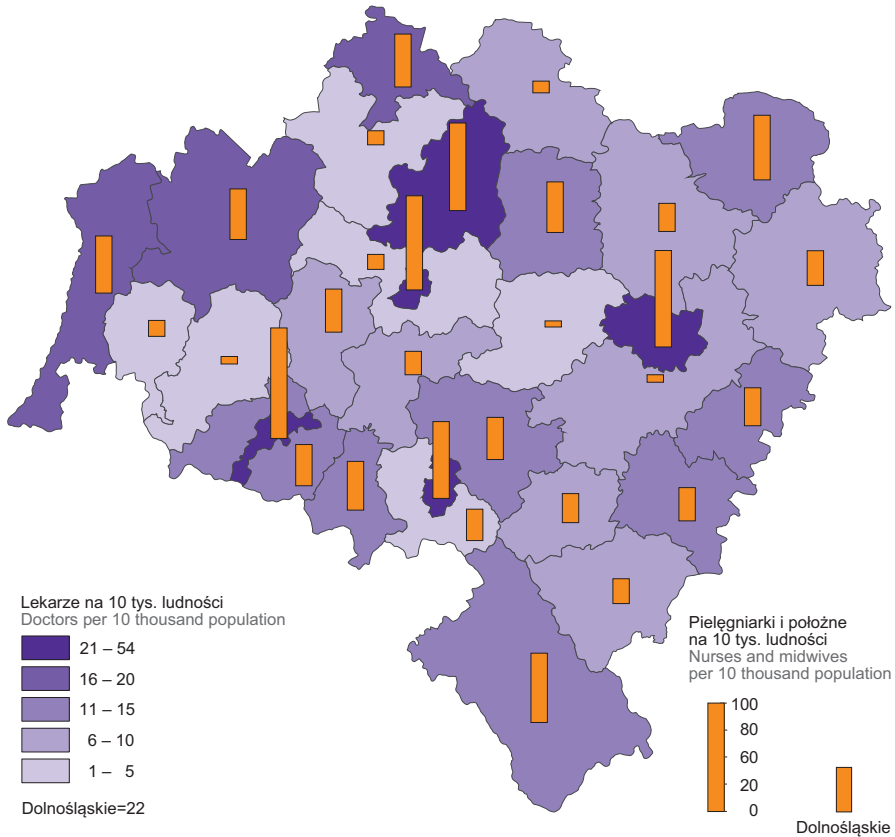 Lekarze na 10 tys. ludności
Doctors per 10 thousand population
21 – 54
16 – 20
11 – 15
6 – 10
1 – 5
Dolnośląskie=22
Pielęgniarki i położne
na 10 tys. ludności
Nurses and midwives
per 10 thousand population
100
80
60
20
0
Dolnośląskie